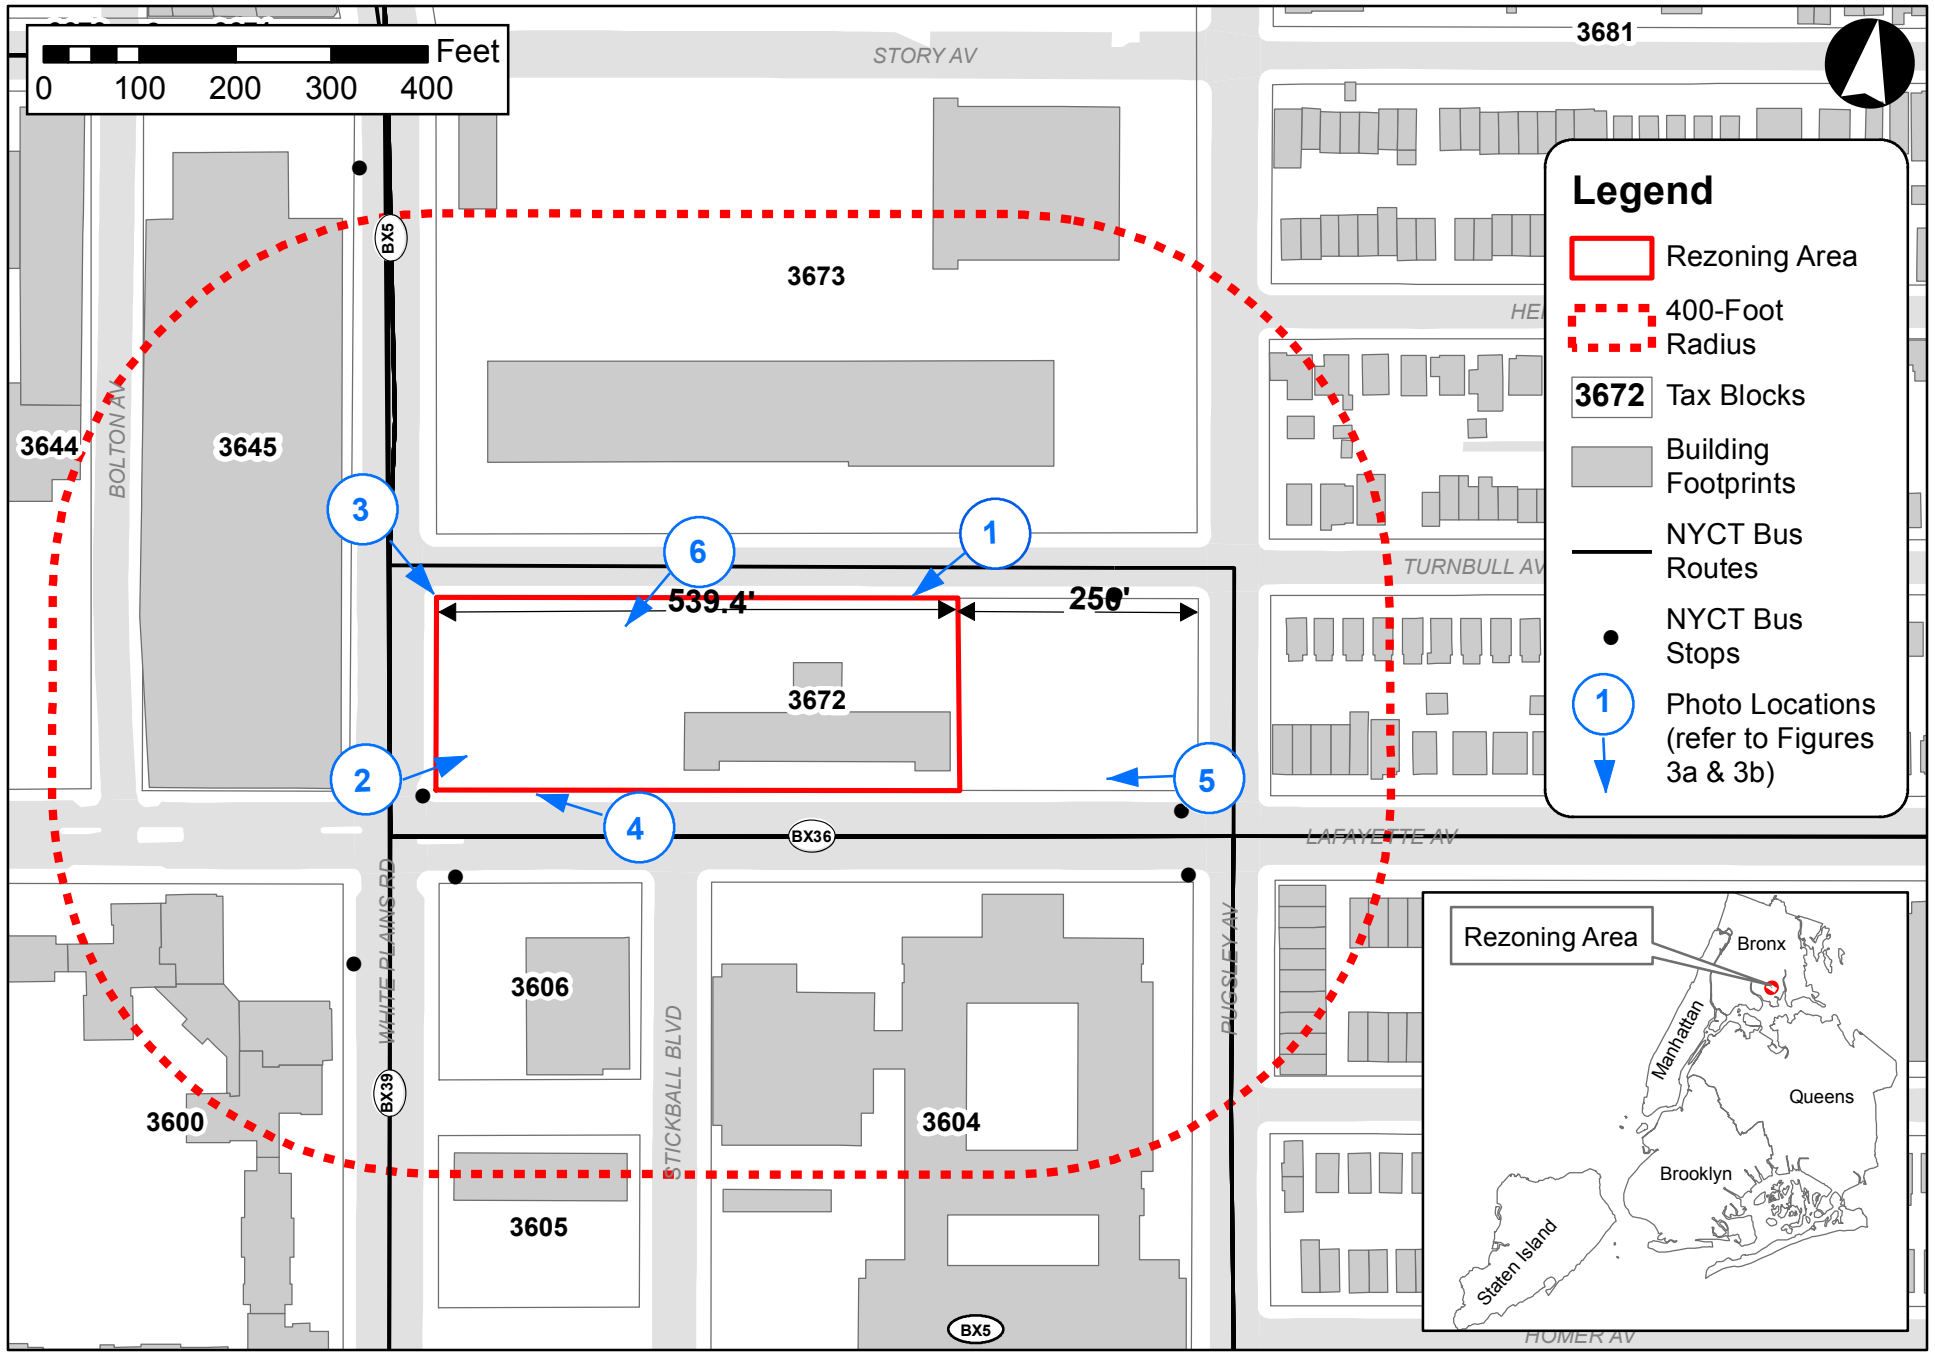 Feet
0 100 200 300 400
STORY AV
3681
Legend
Rezoning Area
400-Foot
Radius
3672 Tax Blocks
Building
Footprints
NYCT Bus
Routes
NYCT Bus
Stops
1
Photo Locations
(refer to Figures
3a & 3b)
BX5
3673
3644
BOLTON AV
3645
3
6
1
TURNBULL AV
539.4'
250'
3672
2
4
5
BX36
LAFAYETTE AV
WHITE PLAINS RD
3606
STICKBALL BLVD
PUGSLEY AV
BX39
3600
3604
3605
BX5
HOMER AV
Rezoning Area
Bronx
Manhattan
Queens
Brooklyn
Staten Island